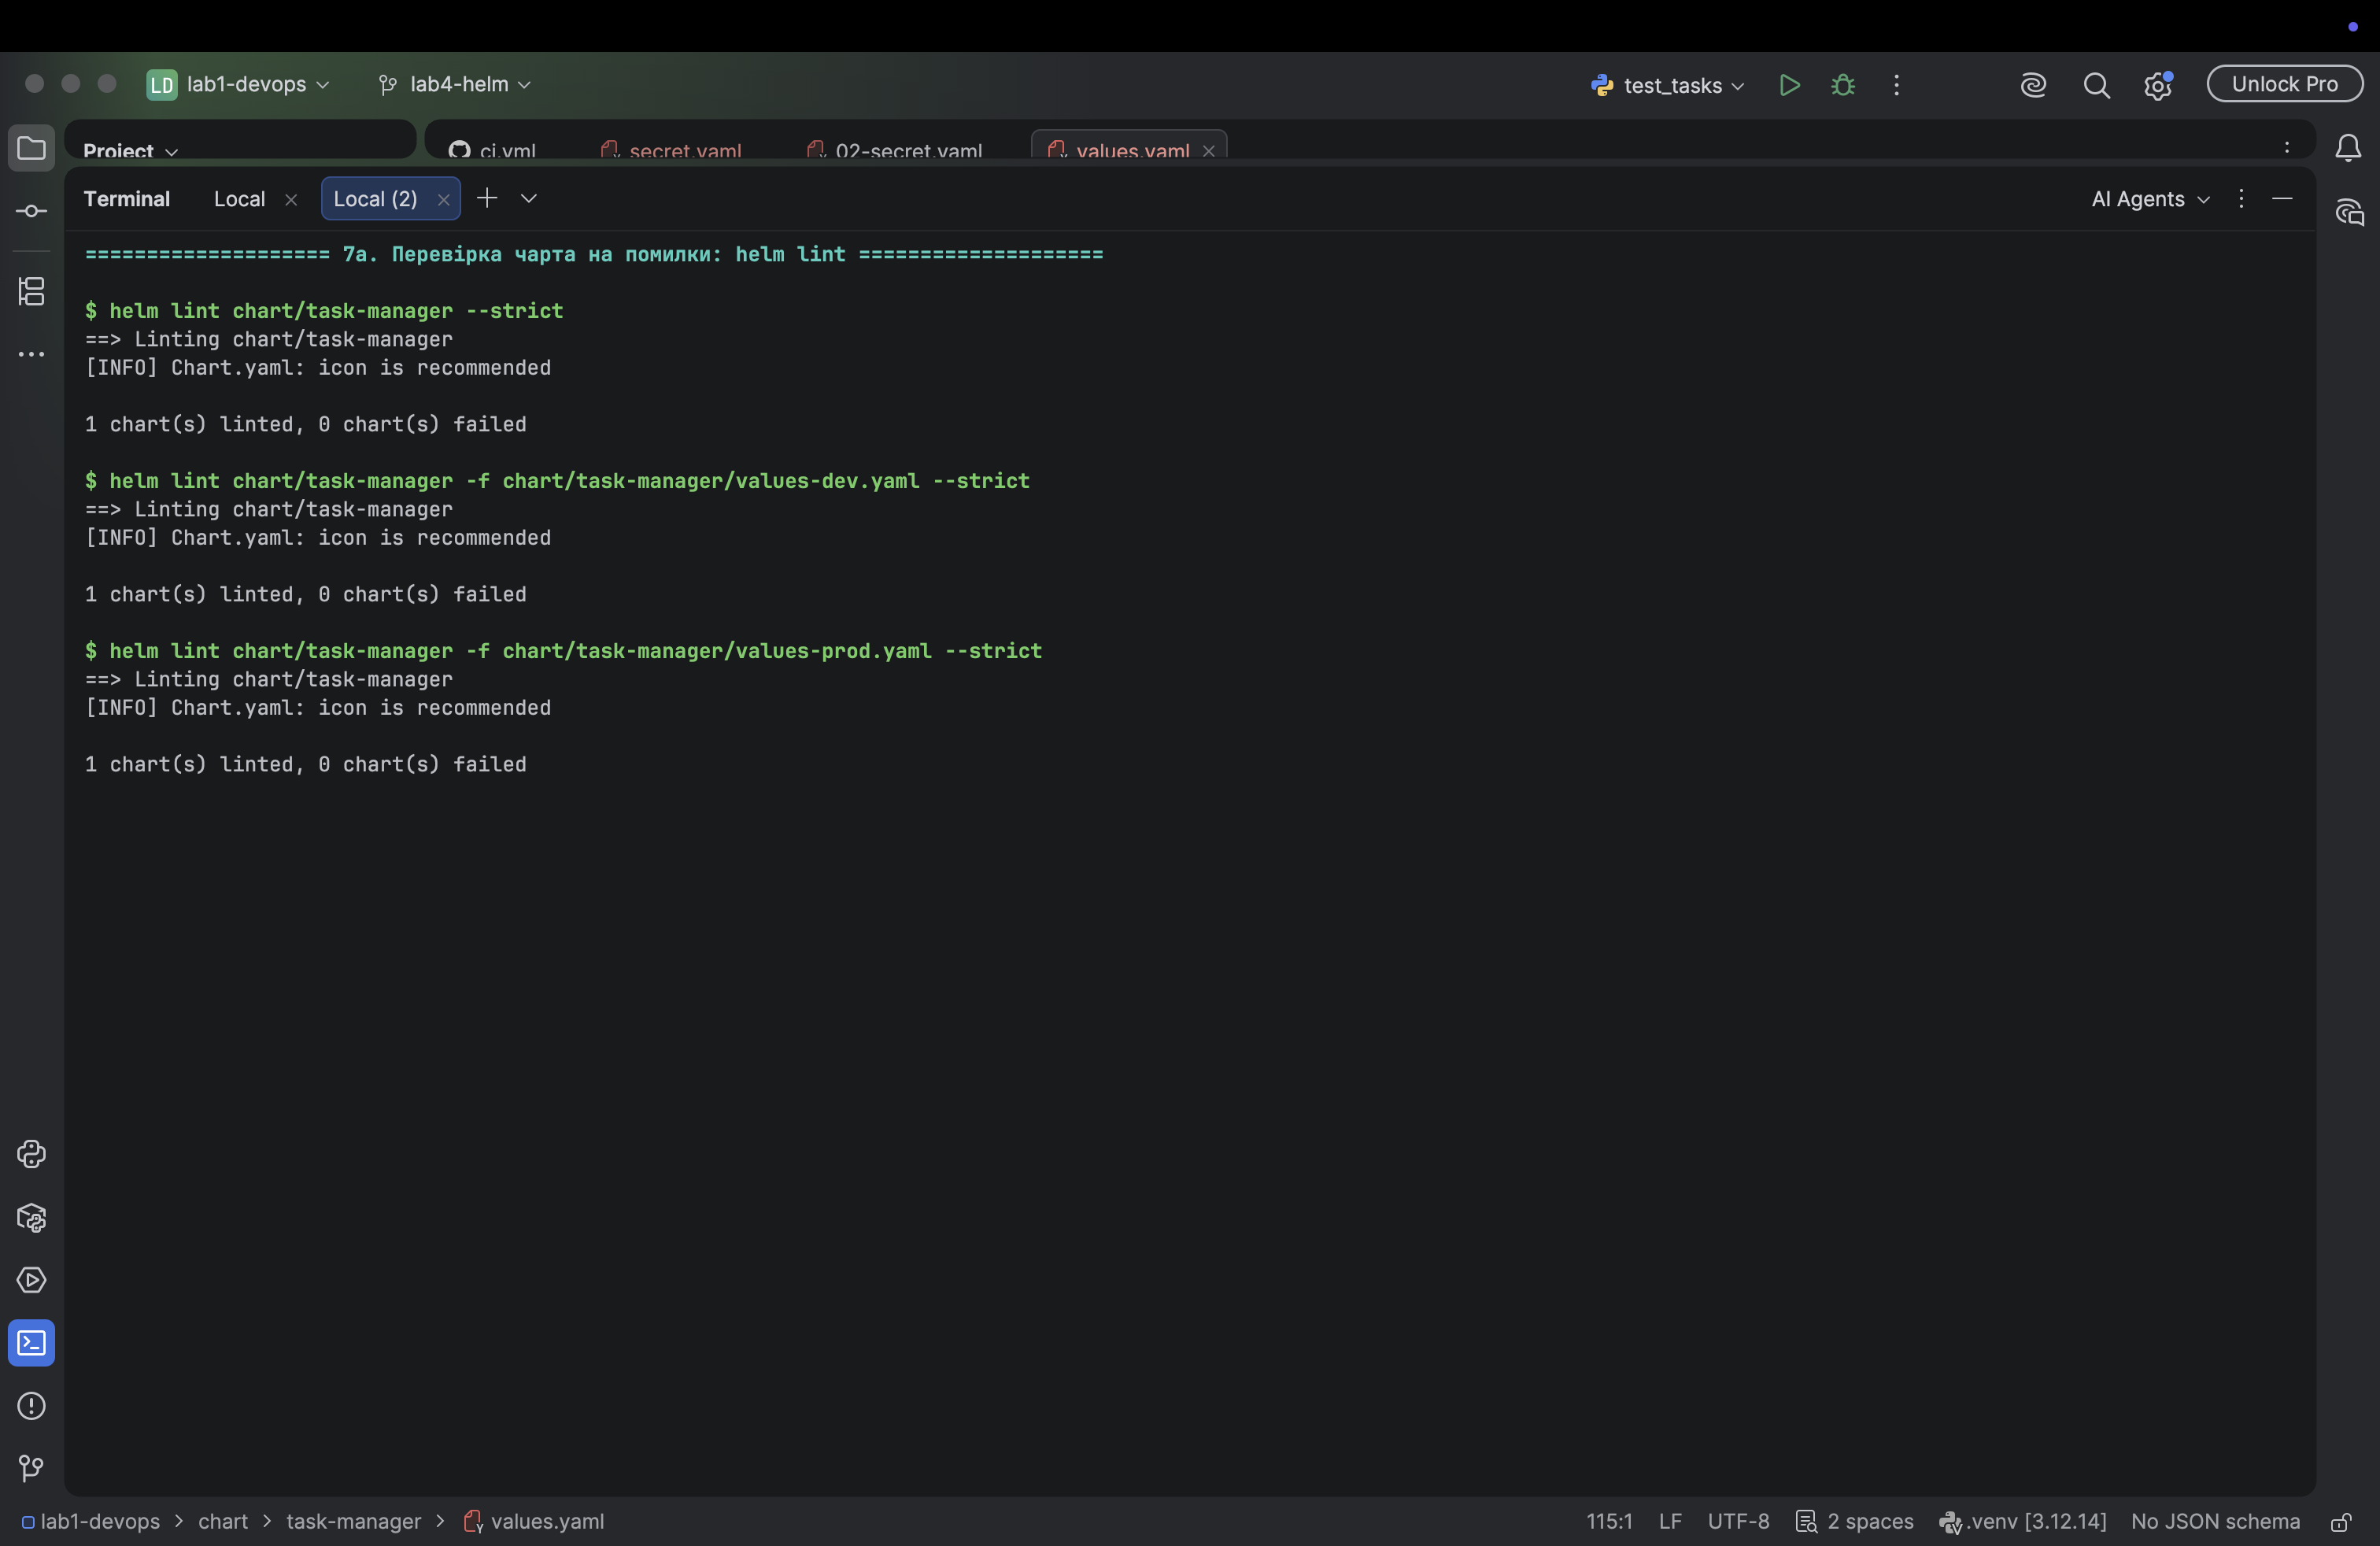 LD lab1-devops lab4-helm test_tasks Unlock Pro
Project ci.yml secret.yaml 02-secret.yaml values.yaml
Terminal Local Local (2) AI Agents
==================== 7a. Перевірка чарта на помилки: helm lint ====================
$ helm lint chart/task-manager --strict
==> Linting chart/task-manager
[INFO] Chart.yaml: icon is recommended
1 chart(s) linted, 0 chart(s) failed
$ helm lint chart/task-manager -f chart/task-manager/values-dev.yaml --strict
==> Linting chart/task-manager
[INFO] Chart.yaml: icon is recommended
1 chart(s) linted, 0 chart(s) failed
$ helm lint chart/task-manager -f chart/task-manager/values-prod.yaml --strict
==> Linting chart/task-manager
[INFO] Chart.yaml: icon is recommended
1 chart(s) linted, 0 chart(s) failed
lab1-devops > chart > task-manager > values.yaml 115:1 LF UTF-8 2 spaces .venv [3.12.14] No JSON schema